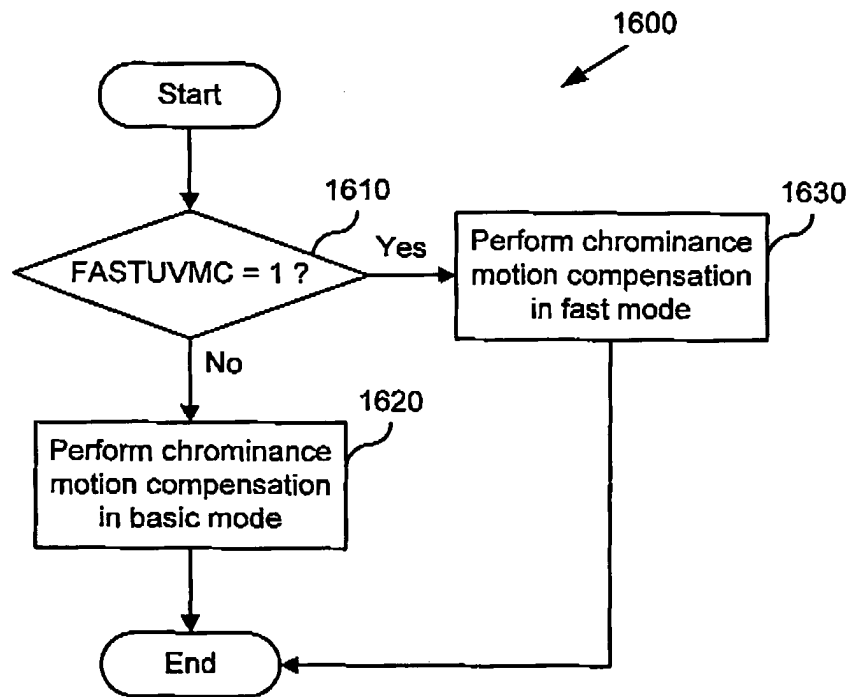 1600
Start
1610
FASTUVMC = 1 ?
Yes
1630
Perform chrominance
motion compensation
in fast mode
No
1620
Perform chrominance
motion compensation
in basic mode
End